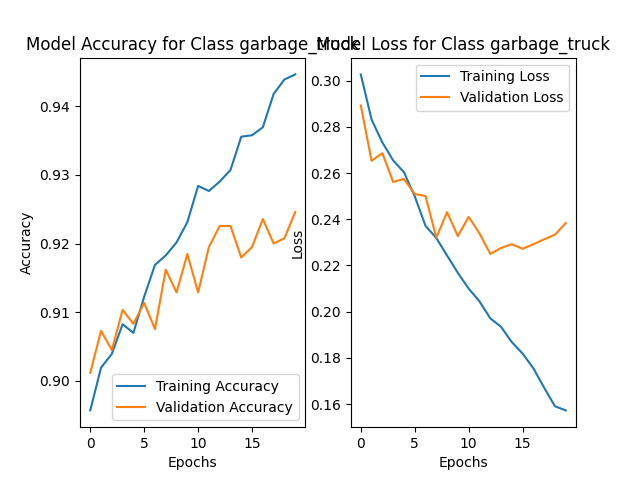 Model Accuracy for Class garbage_truck
Model Loss for Class garbage_truck
Accuracy
0.94
0.93
0.92
0.91
0.90
Training Accuracy
Validation Accuracy
0 5 10 15
Epochs
Loss
0.30
0.28
0.26
0.24
0.22
0.20
0.18
0.16
Training Loss
Validation Loss
0 5 10 15
Epochs